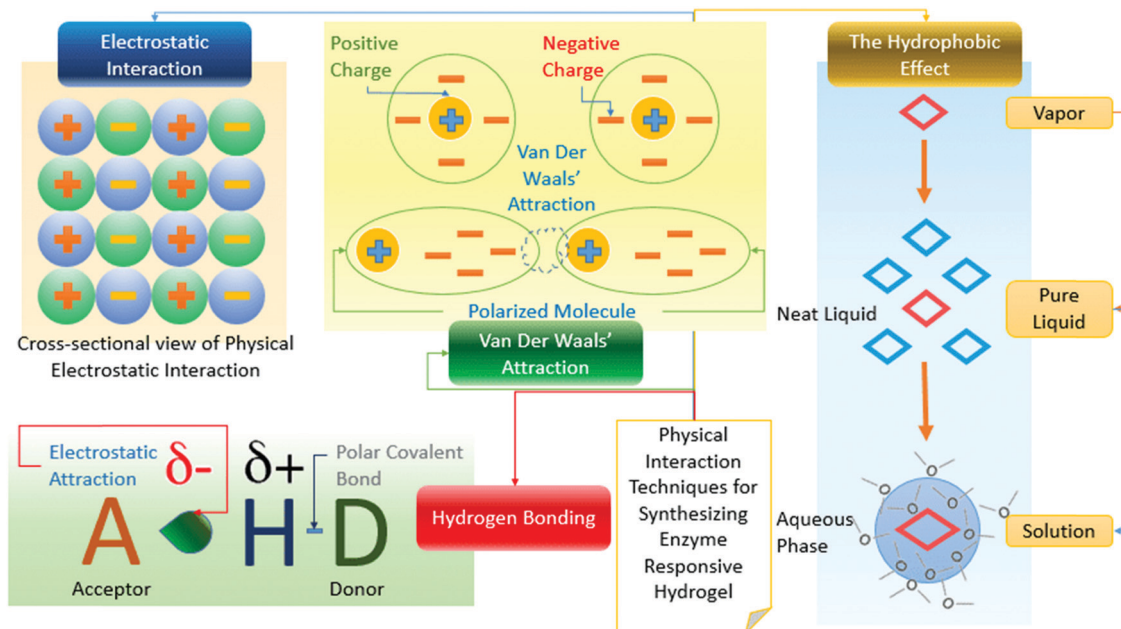 Electrostatic
Interaction
Cross-sectional view of Physical
Electrostatic Interaction
Positive
Charge
Negative
Charge
Van Der
Waals’
Attraction
Polarized Molecule
Van Der Waals’
Attraction
The Hydrophobic
Effect
Vapor
Neat Liquid
Pure
Liquid
Aqueous
Phase
Solution
O
O
O
O
O
O
O
O
O
O
O
O
Electrostatic
Attraction
δ-
δ+
Polar Covalent
Bond
A
H
D
Acceptor
Donor
Hydrogen Bonding
Physical
Interaction
Techniques for
Synthesizing
Enzyme
Responsive
Hydrogel